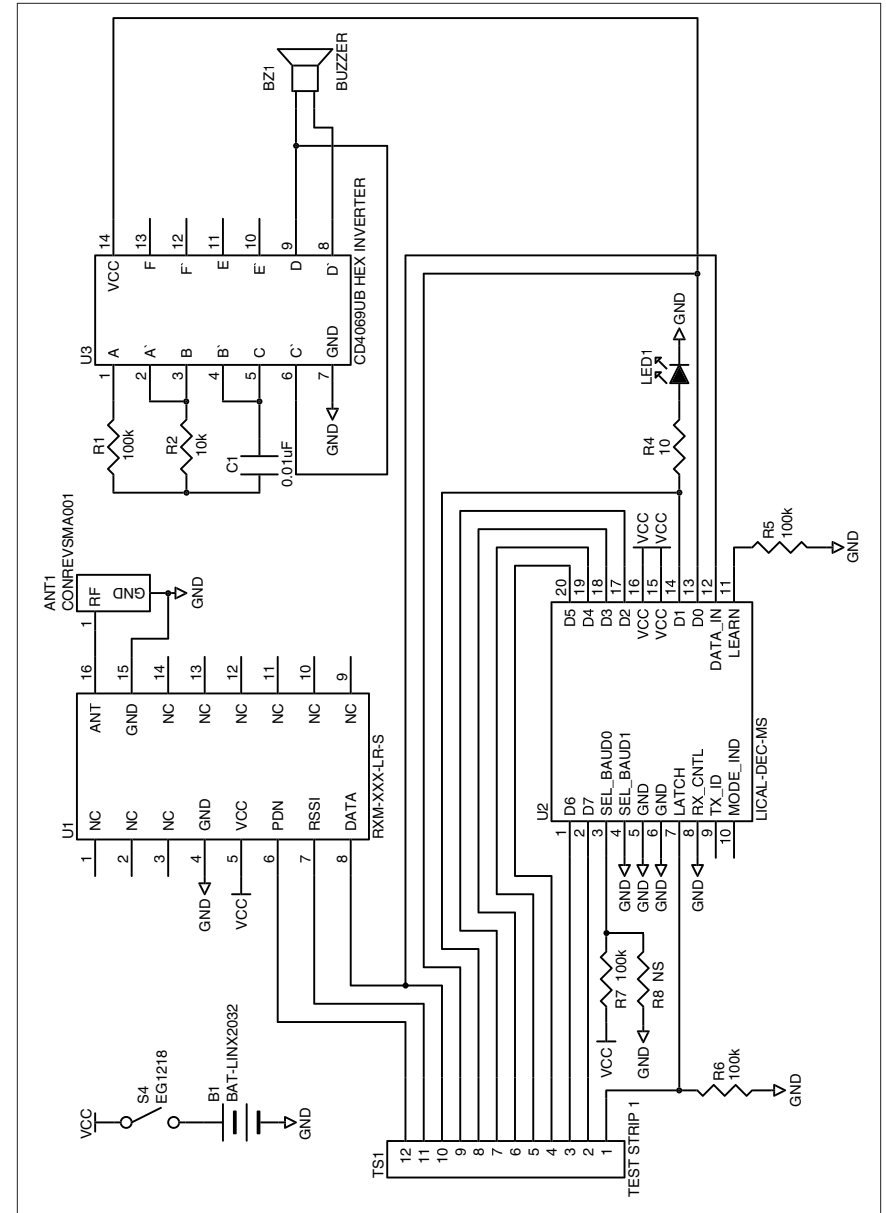 BZ1
BUZZER
U3
VCC
F
F`
E
E`
D
D`
14
13
12
11
10
9
8
A
A`
B
B`
C
C`
GND
1
2
3
4
5
6
7
CD4069UB HEX INVERTER
R1
100k
R2
10k
C1
0.01uF
GND
ANT1
CONREVSMA001
RF
GND
1
GND
U1
ANT
GND
NC
NC
NC
NC
NC
NC
16
15
14
13
12
11
10
9
NC
NC
NC
GND
VCC
PDN
RSSI
DATA
1
2
3
4
5
6
7
8
RXM-XXX-LR-S
GND
VCC
LED1
GND
R4
10
VCC
VCC
R5
100k
GND
20
19
18
17
16
15
14
13
12
11
D5
D4
D3
D2
VCC
VCC
D1
D0
DATA_IN
LEARN
U2
D6
D7
SEL_BAUD0
SEL_BAUD1
GND
GND
LATCH
RX_CNTL
TX_ID
MODE_IND
1
2
3
4
5
6
7
8
9
10
LICAL-DEC-MS
GND
GND
GND
GND
R7 100k
R8 NS
VCC
GND
R6
100k
GND
VCC
S4
EG1218
B1
BAT-LINX2032
GND
TS1
12
11
10
9
8
7
6
5
4
3
2
1
TEST STRIP 1